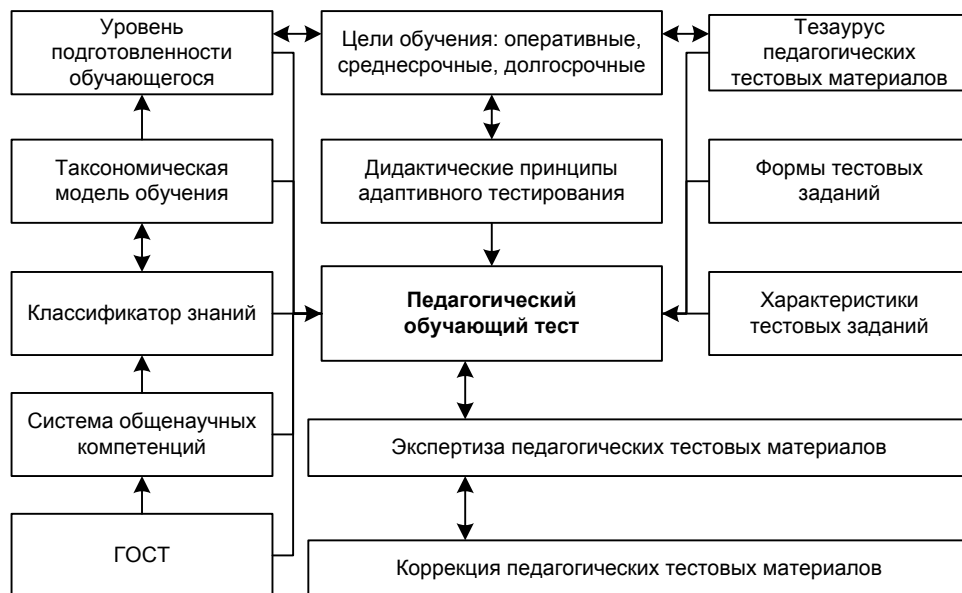 Уровень
подготовленности
обучающегося
Цели обучения: оперативные,
среднесрочные, долгосрочные
Тезаурус
педагогических
тестовых материалов
Таксономическая
модель обучения
Дидактические принципы
адаптивного тестирования
Формы тестовых
заданий
Классификатор знаний
Педагогический
обучающий тест
Характеристики
тестовых заданий
Система общенаучных
компетенций
Экспертиза педагогических тестовых материалов
ГОСТ
Коррекция педагогических тестовых материалов